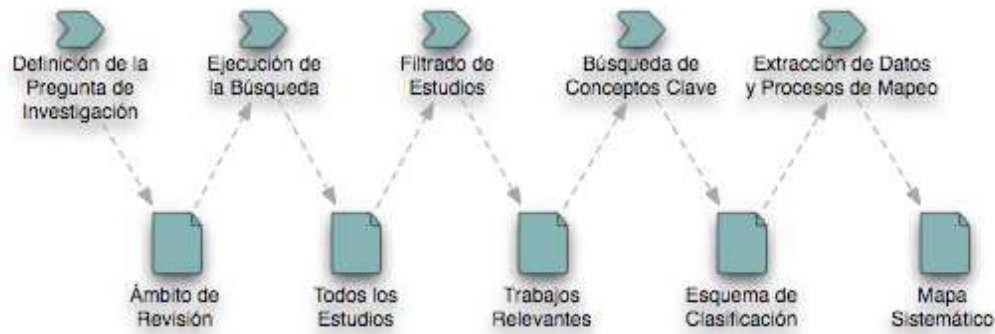 Definición de la
Pregunta de
Investigación
Ejecución de
la Búsqueda
Filtrado de
Estudios
Búsqueda de
Conceptos Clave
Extracción de Datos
y Procesos de Mapeo
Ámbito de
Revisión
Todos los
Estudios
Trabajos
Relevantes
Esquema de
Clasificación
Mapa
Sistemático